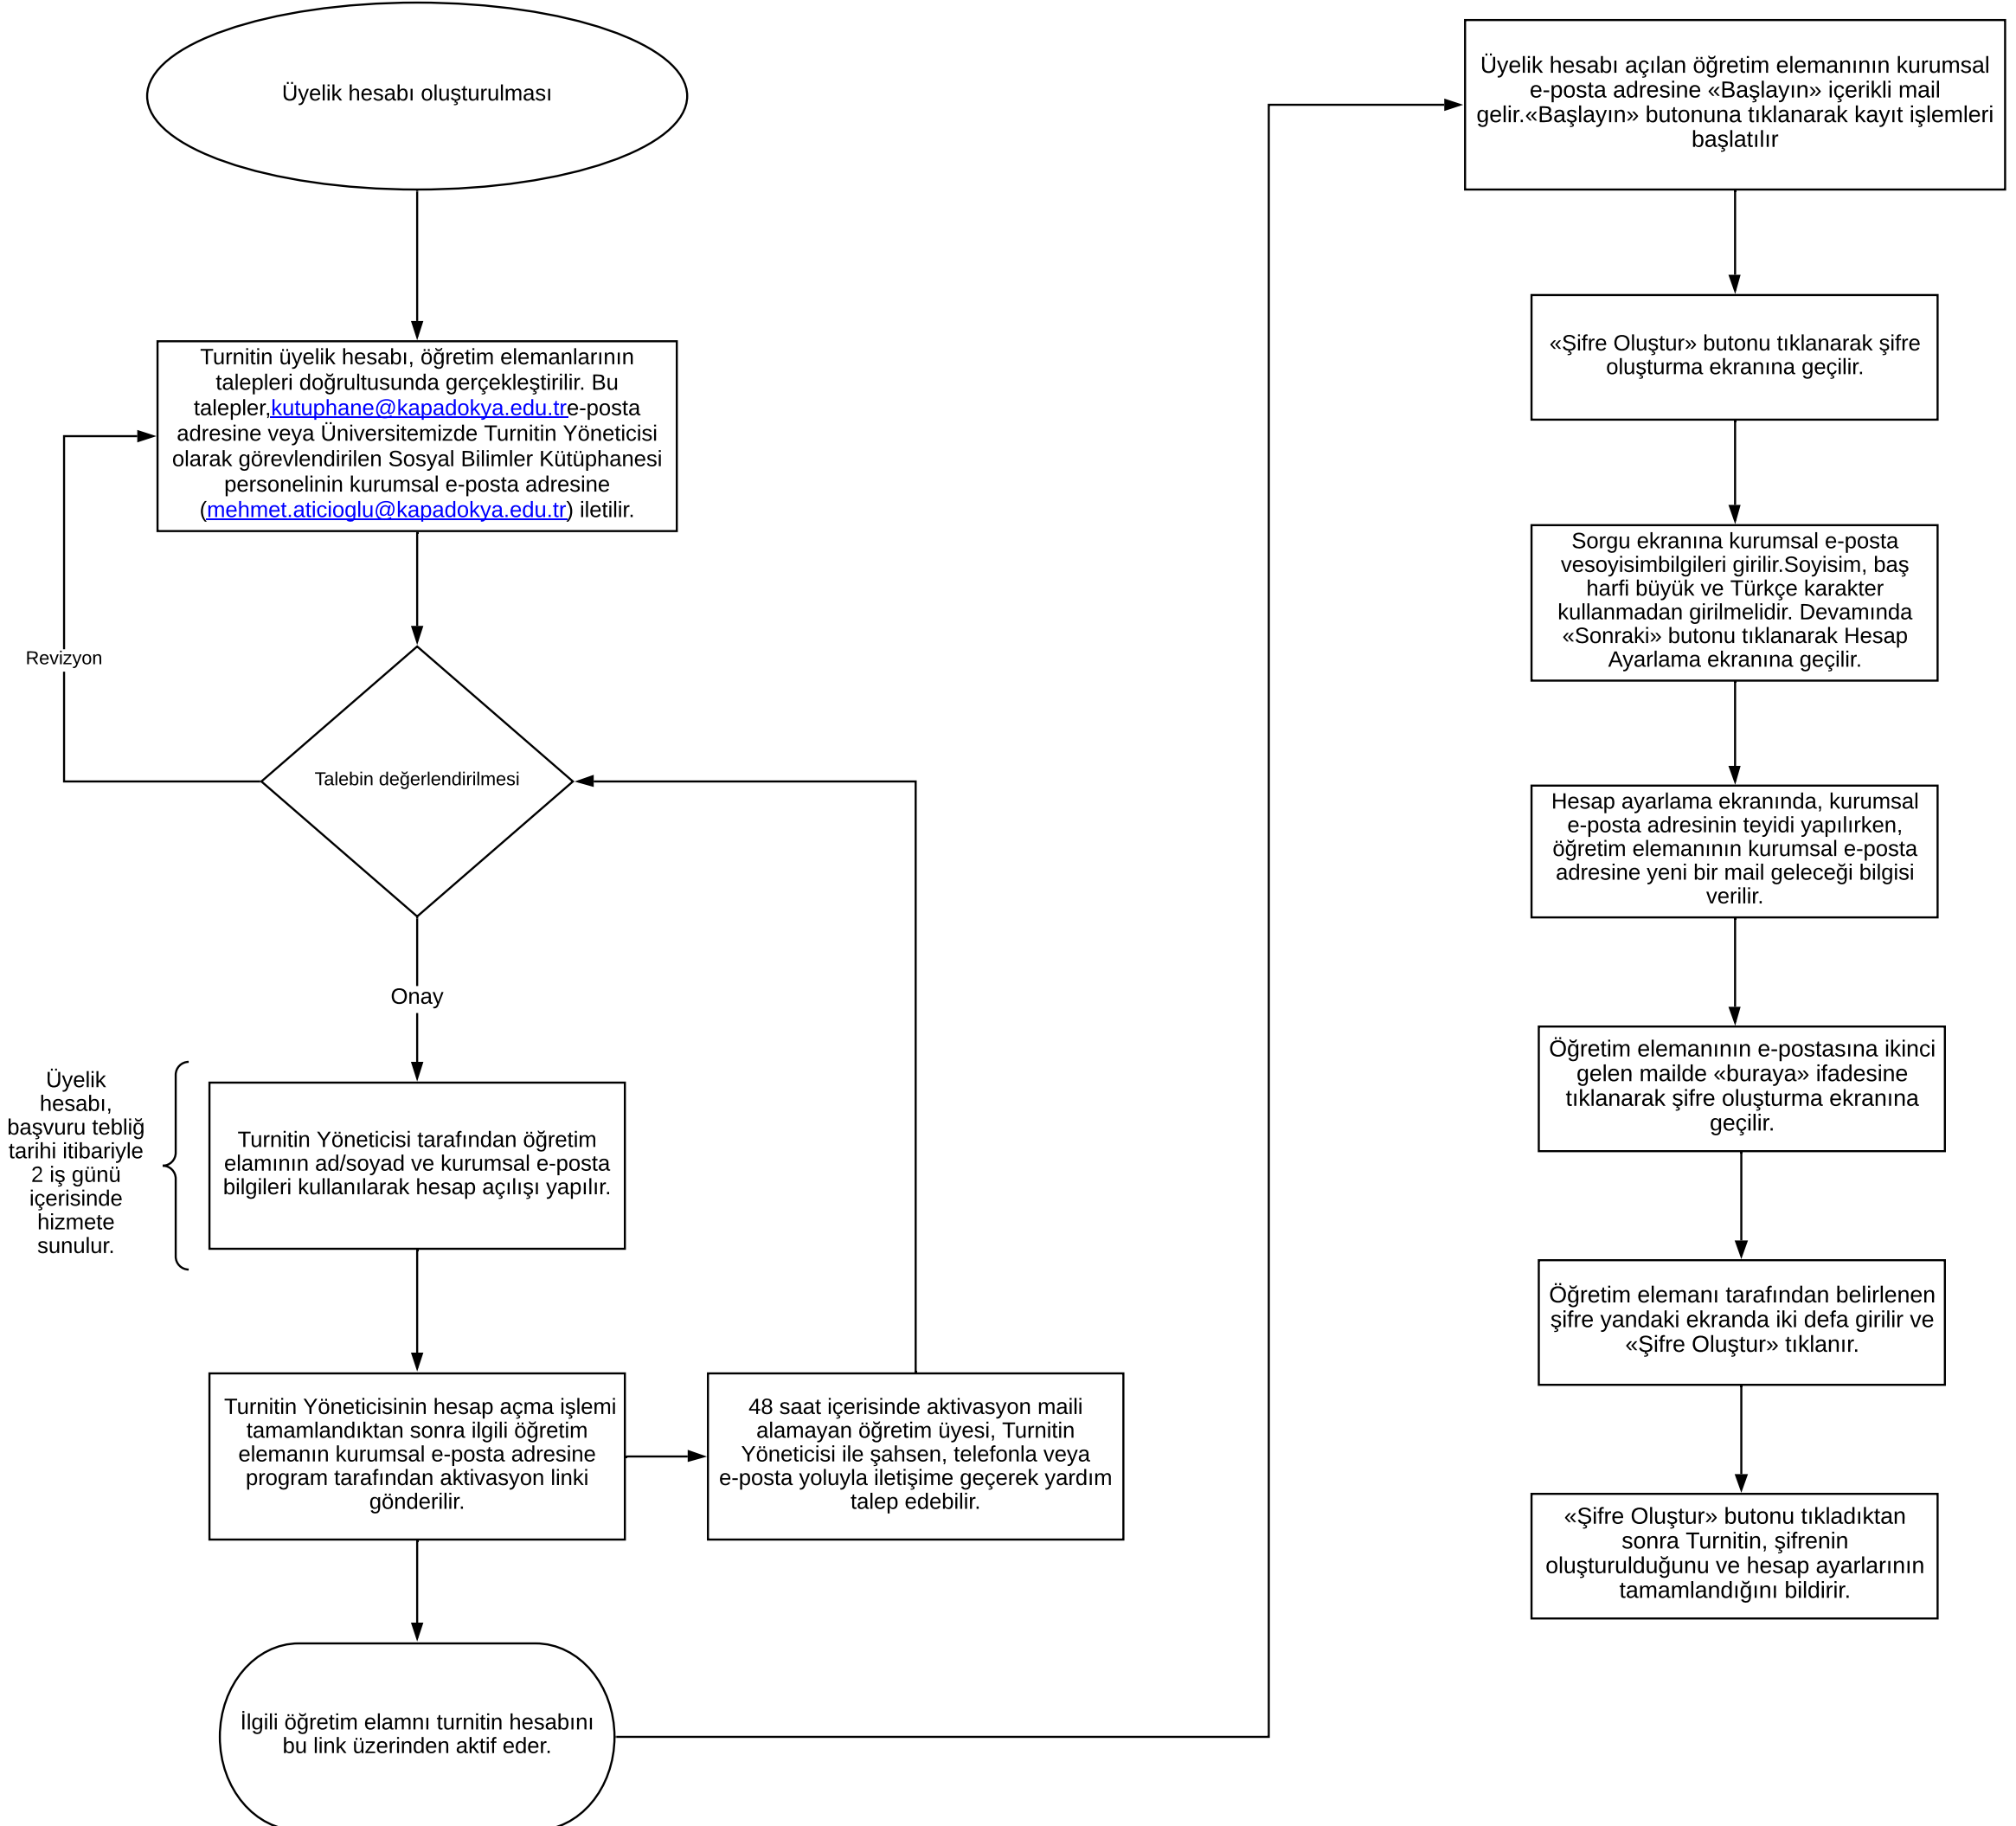 Üyelik hesabı oluşturulması
Turnitin üyelik hesabı, öğretim elemanlarının
talepleri doğrultusunda gerçekleştirilir. Bu
talepler,kutuphane@kapadokya.edu.tre-posta
adresine veya Üniversitemizde Turnitin Yöneticisi
olarak görevlendirilen Sosyal Bilimler Kütüphanesi
personelinin kurumsal e-posta adresine
(mehmet.aticioglu@kapadokya.edu.tr) iletilir.
Revizyon
Talebin değerlendirilmesi
Onay
Üyelik
hesabı,
başvuru tebliğ
tarihi itibariyle
2 iş günü
içerisinde
hizmete
sunulur.
Turnitin Yöneticisi tarafından öğretim
elamının ad/soyad ve kurumsal e-posta
bilgileri kullanılarak hesap açılışı yapılır.
Turnitin Yöneticisinin hesap açma işlemi
tamamlandıktan sonra ilgili öğretim
elemanın kurumsal e-posta adresine
program tarafından aktivasyon linki
gönderilir.
48 saat içerisinde aktivasyon maili
alamayan öğretim üyesi, Turnitin
Yöneticisi ile şahsen, telefonla veya
e-posta yoluyla iletişime geçerek yardım
talep edebilir.
İlgili öğretim elamnı turnitin hesabını
bu link üzerinden aktif eder.
Üyelik hesabı açılan öğretim elemanının kurumsal
e-posta adresine «Başlayın» içerikli mail
gelir.«Başlayın» butonuna tıklanarak kayıt işlemleri
başlatılır
«Şifre Oluştur» butonu tıklanarak şifre
oluşturma ekranına geçilir.
Sorgu ekranına kurumsal e-posta
vesoyisimbilgileri girilir.Soyisim, baş
harfi büyük ve Türkçe karakter
kullanmadan girilmelidir. Devamında
«Sonraki» butonu tıklanarak Hesap
Ayarlama ekranına geçilir.
Hesap ayarlama ekranında, kurumsal
e-posta adresinin teyidi yapılırken,
öğretim elemanının kurumsal e-posta
adresine yeni bir mail geleceği bilgisi
verilir.
Öğretim elemanının e-postasına ikinci
gelen mailde «buraya» ifadesine
tıklanarak şifre oluşturma ekranına
geçilir.
Öğretim elemanı tarafından belirlenen
şifre yandaki ekranda iki defa girilir ve
«Şifre Oluştur» tıklanır.
«Şifre Oluştur» butonu tıkladıktan
sonra Turnitin, şifrenin
oluşturulduğunu ve hesap ayarlarının
tamamlandığını bildirir.